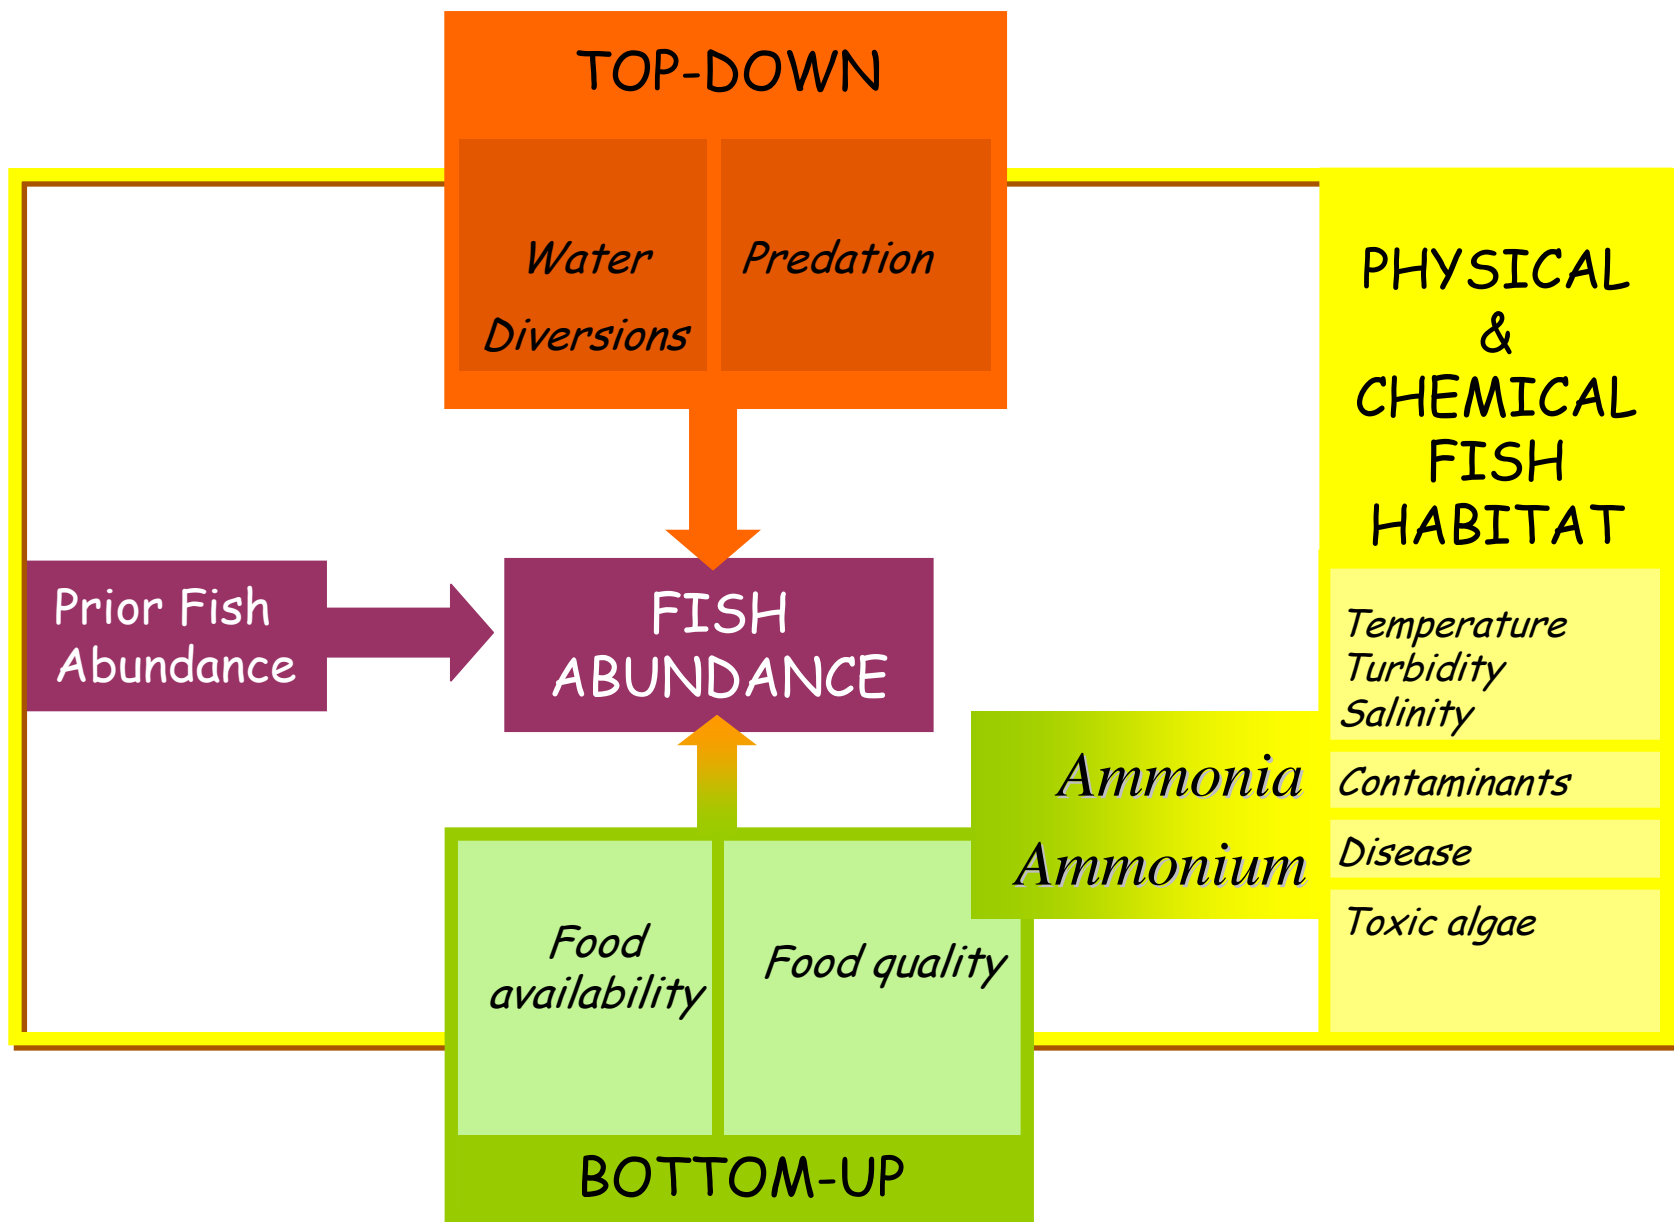 TOP-DOWN
Water
Diversions
Predation
PHYSICAL
&
CHEMICAL
FISH
HABITAT
Prior Fish
Abundance
FISH
ABUNDANCE
Temperature
Turbidity
Salinity
Contaminants
Disease
Toxic algae
Ammonia
Ammonium
Food
availability
Food quality
BOTTOM-UP